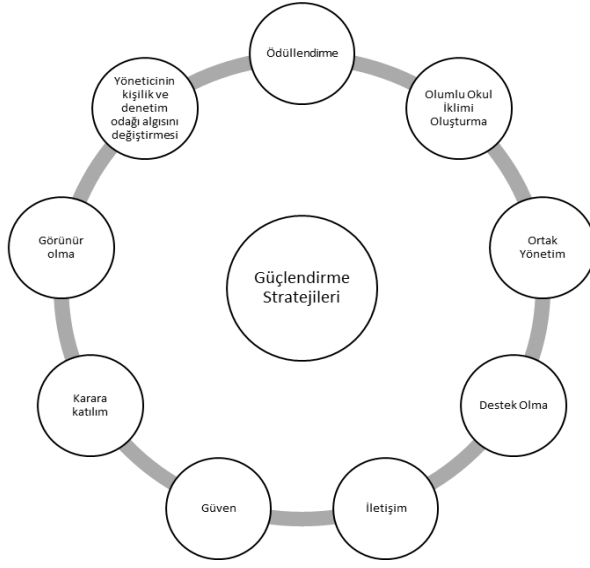 Ödüllendirme
Olumlu Okul
İklimi
Oluşturma
Ortak
Yönetim
Destek Olma
İletişim
Güven
Karara
katılım
Görünür
olma
Yöneticinin
kişilik ve
denetim
odağı algısını
değiştirmesi
Güçlendirme
Stratejileri